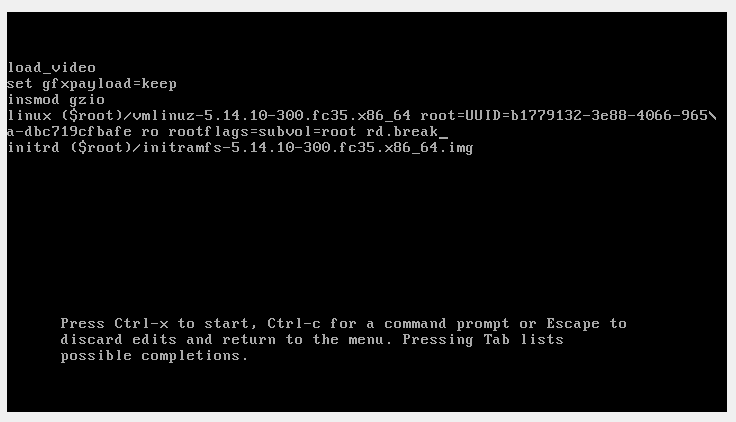 load_video
set gfxpayload=keep
insmod gzio
linux ($root)/vmlinuz-5.14.10-300.fc35.x86_64 root=UUID=b1779132-3e88-4066-965\
a-dbc719cfbafe ro rootflags=subvol=root rd.break_
initrd ($root)/initramfs-5.14.10-300.fc35.x86_64.img
Press Ctrl-x to start, Ctrl-c for a command prompt or Escape to
discard edits and return to the menu. Pressing Tab lists
possible completions.